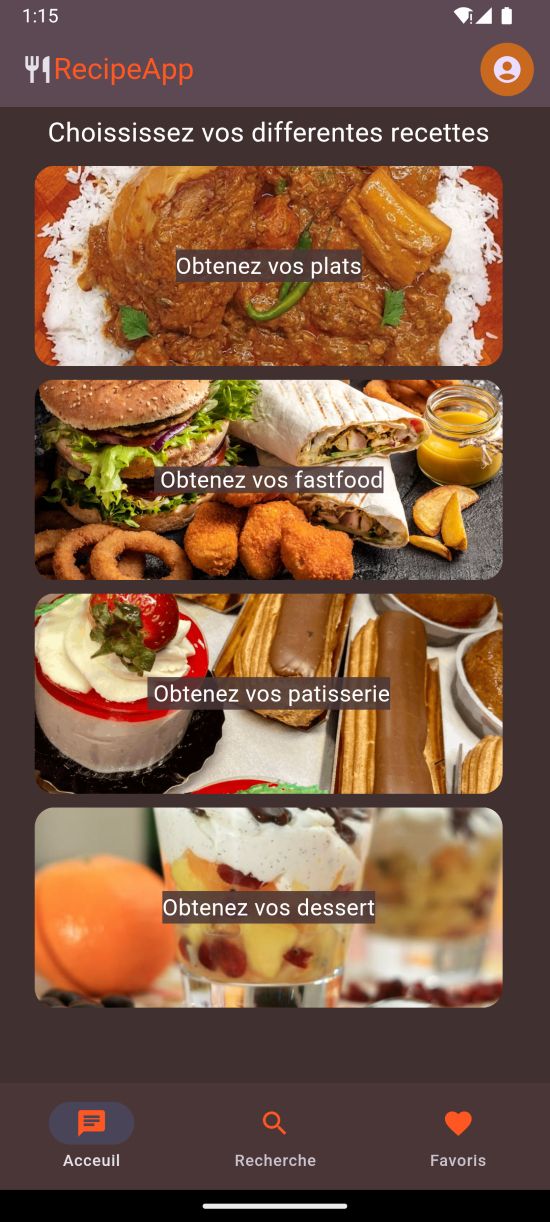 1:15
RecipeApp
Choississez vos differentes recettes
Obtenez vos plats
Obtenez vos fastfood
Obtenez vos patisserie
Obtenez vos dessert
Acceuil
Recherche
Favoris